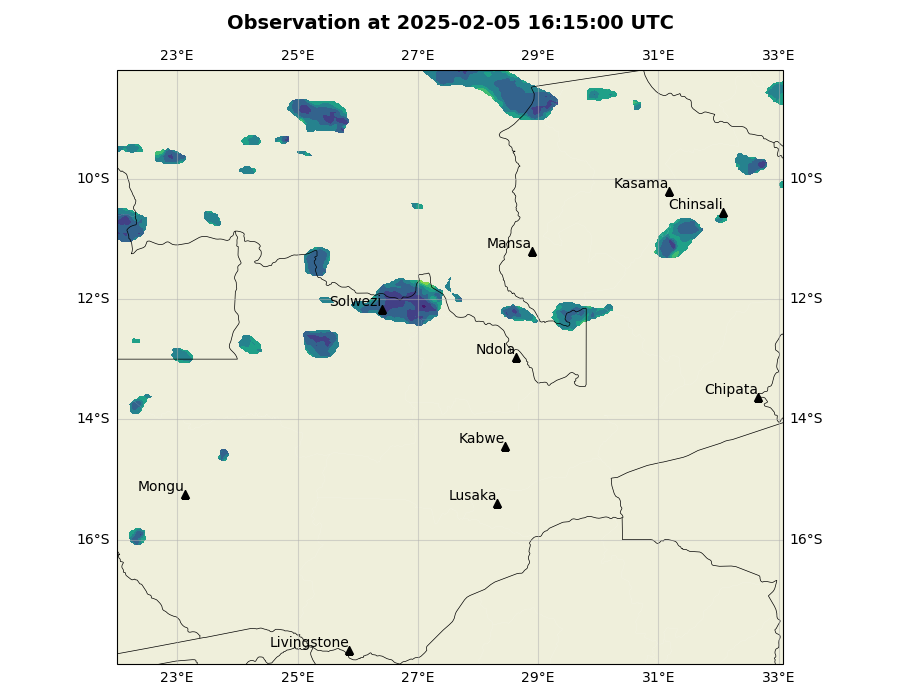 Observation at 2025-02-05 16:15:00 UTC
23°E 25°E 27°E 29°E 31°E 33°E
10°S 10°S
Kasama
Chinsali
Mansa
12°S 12°S
Solwezi
Ndola
Chipata
14°S 14°S
Kabwe
Mongu
Lusaka
16°S 16°S
Livingstone
23°E 25°E 27°E 29°E 31°E 33°E